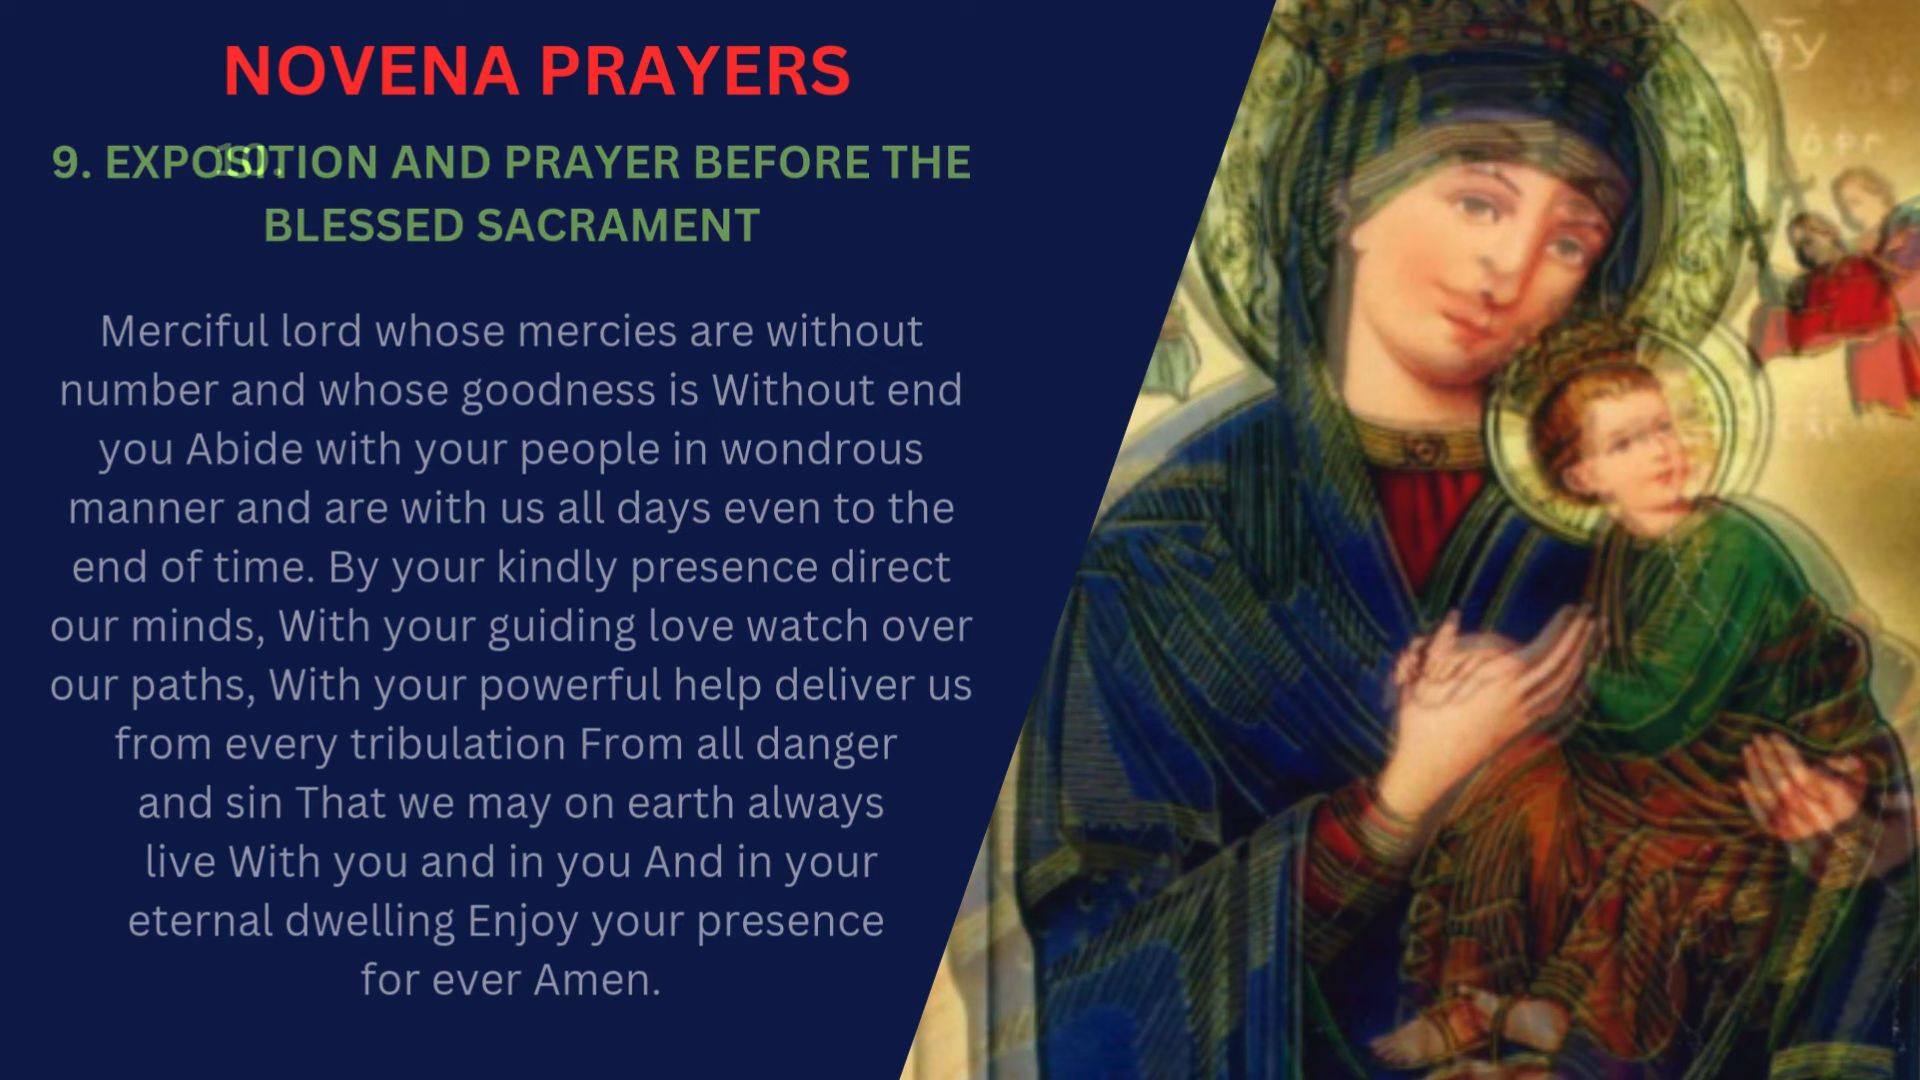 NOVENA PRAYERS
9. EXPOSITION AND PRAYER BEFORE THE
10.
BLESSED SACRAMENT
Merciful lord whose mercies are without
number and whose goodness is Without end
you Abide with your people in wondrous
manner and are with us all days even to the
end of time. By your kindly presence direct
our minds, With your guiding love watch over
our paths, With your powerful help deliver us
from every tribulation From all danger
and sin That we may on earth always
live With you and in you And in your
eternal dwelling Enjoy your presence
for ever Amen.